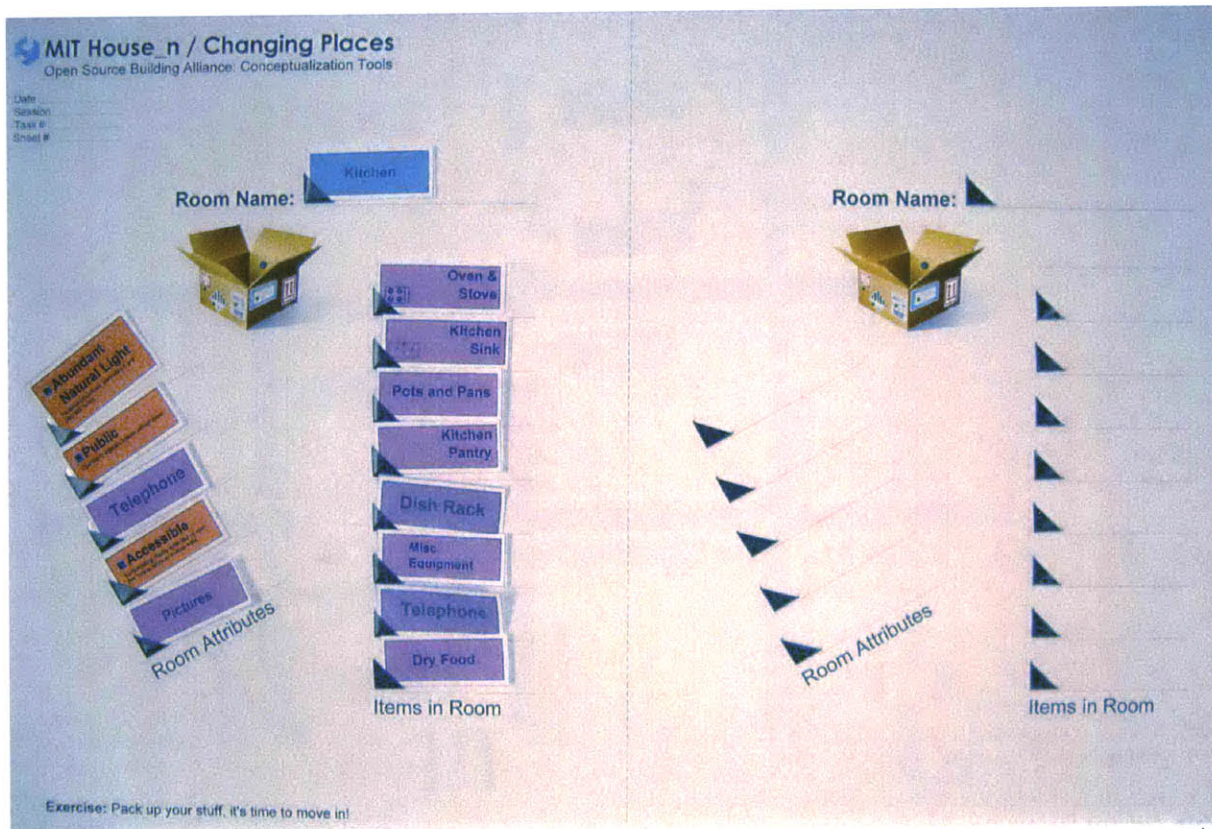 MIT House_n / Changing Places
Open Source Building Alliance: Conceptualization Tools
Date
Session
Task #
Sheet #
Room Name:
Kitchen
Abundant
Natural Light
Public
Telephone
Accessible
Pictures
Room Attributes
Oven &
Stove
Kitchen
Sink
Pots and Pans
Kitchen
Pantry
Dish Rack
Misc
Equipment
Telephone
Dry Food
Items in Room
Room Name:
Room Attributes
Items in Room
Exercise: Pack up your stuff, it's time to move in!